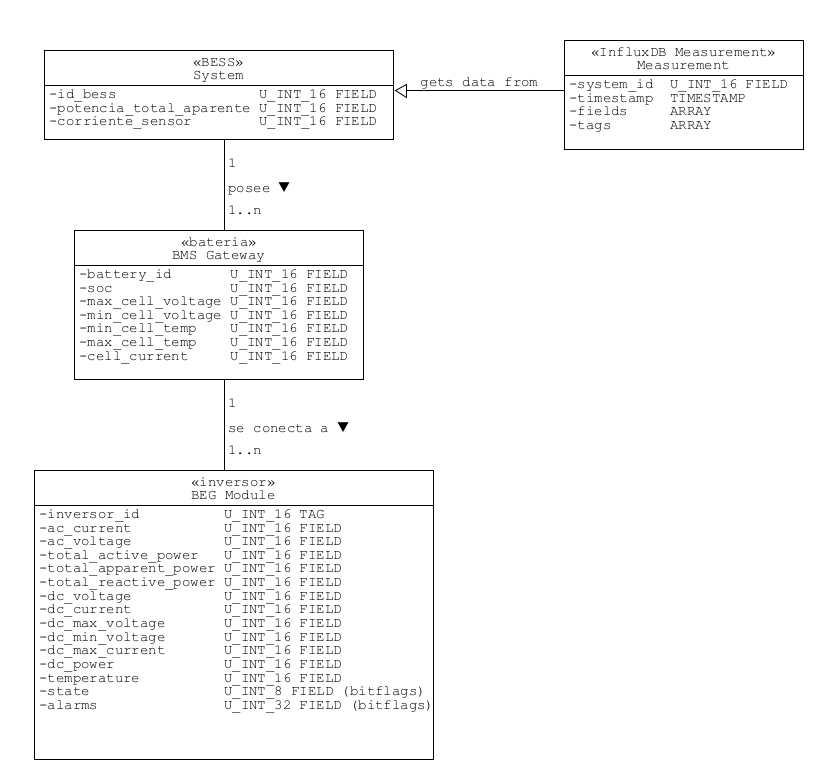 «BESS»
System
-id_bess U_INT_16 FIELD
-potencia_total_aparente U_INT_16 FIELD
-corriente_sensor U_INT_16 FIELD
gets data from
«InfluxDB Measurement»
Measurement
-system_id U_INT_16 FIELD
-timestamp TIMESTAMP
-fields ARRAY
-tags ARRAY
1
posee ▼
1..n
«bateria»
BMS Gateway
-battery_id U_INT_16 FIELD
-soc U_INT_16 FIELD
-max_cell_voltage U_INT_16 FIELD
-min_cell_voltage U_INT_16 FIELD
-min_cell_temp U_INT_16 FIELD
-max_cell_temp U_INT_16 FIELD
-cell_current U_INT_16 FIELD
1
se conecta a ▼
1..n
«inversor»
BEG Module
-inversor_id U_INT_16 TAG
-ac_current U_INT_16 FIELD
-ac_voltage U_INT_16 FIELD
-total_active_power U_INT_16 FIELD
-total_apparent_power U_INT_16 FIELD
-total_reactive_power U_INT_16 FIELD
-dc_voltage U_INT_16 FIELD
-dc_current U_INT_16 FIELD
-dc_max_voltage U_INT_16 FIELD
-dc_min_voltage U_INT_16 FIELD
-dc_max_current U_INT_16 FIELD
-dc_power U_INT_16 FIELD
-temperature U_INT_16 FIELD
-state U_INT_8 FIELD (bitflags)
-alarms U_INT_32 FIELD (bitflags)